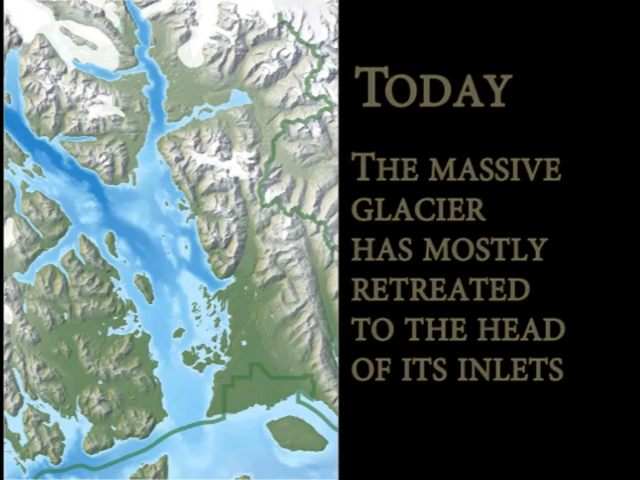 TODAY
THE MASSIVE
GLACIER
HAS MOSTLY
RETREATED
TO THE HEAD
OF ITS INLETS